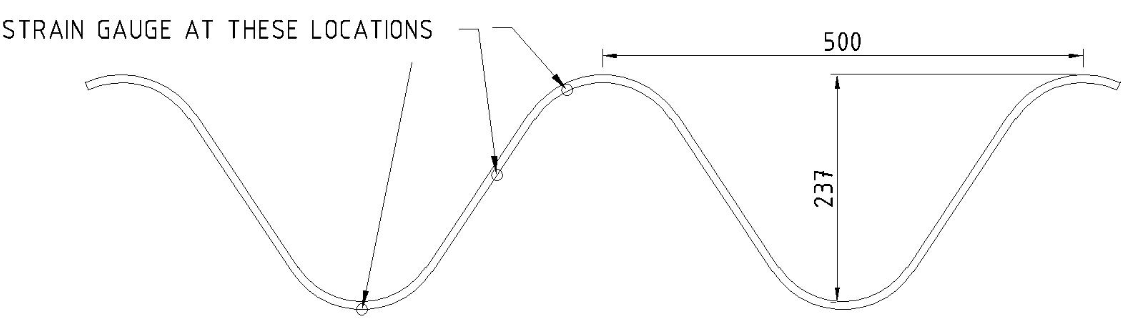 STRAIN GAUGE AT THESE LOCATIONS
500
237